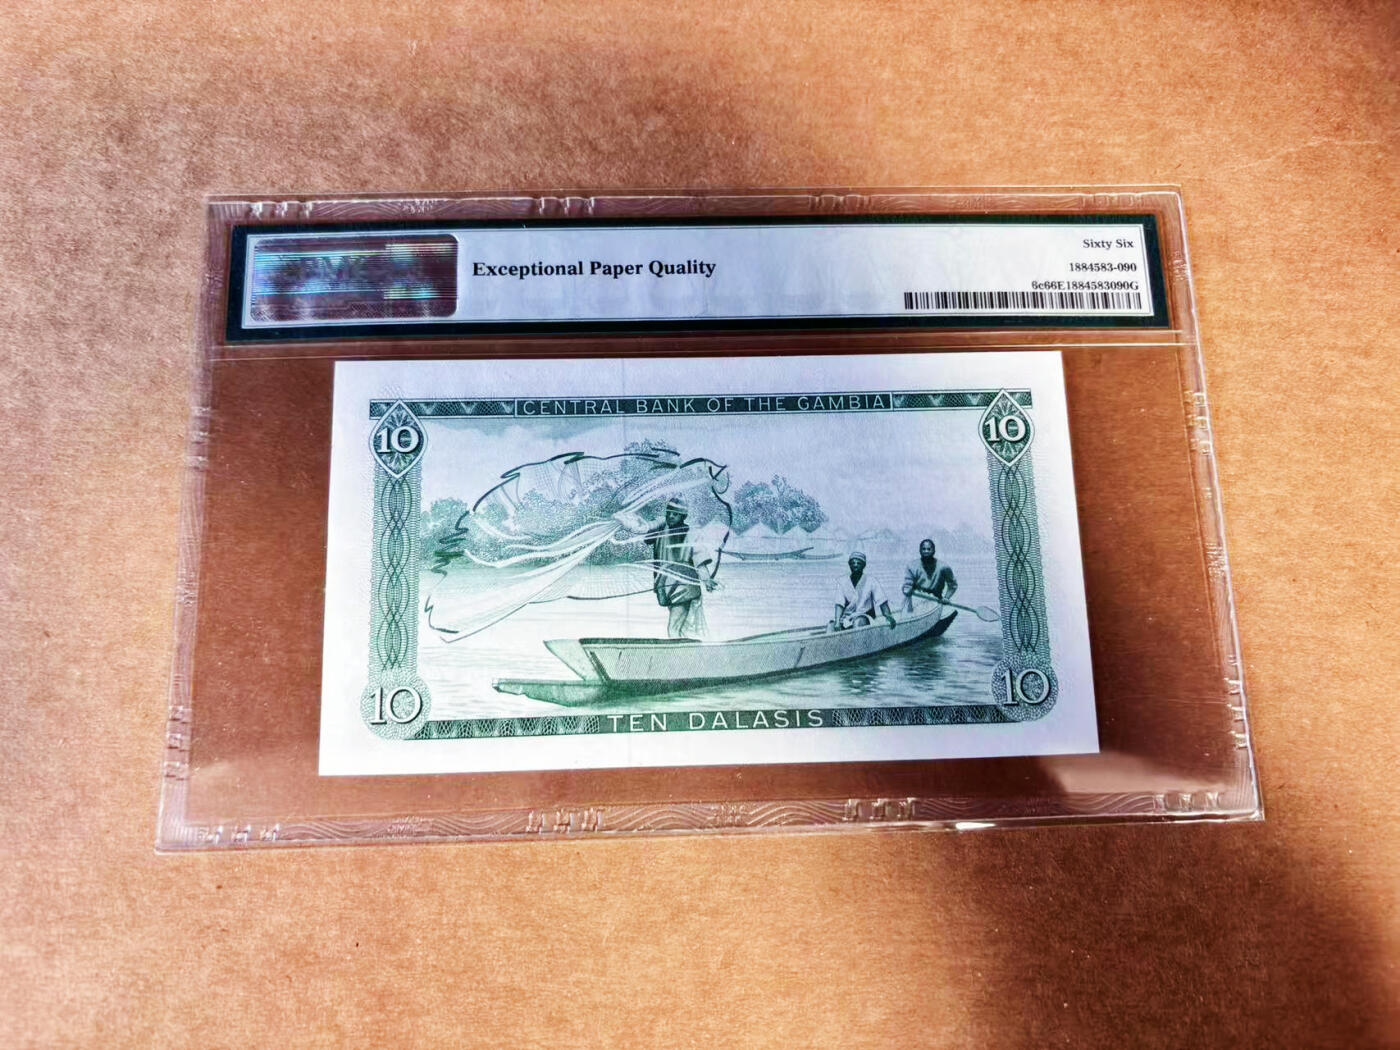 Sixty Six
Exceptional Paper Quality
1884583-090
6c66E1884583090G
CENTRAL BANK OF THE GAMBIA
10
10
10
10
TEN DALASIS